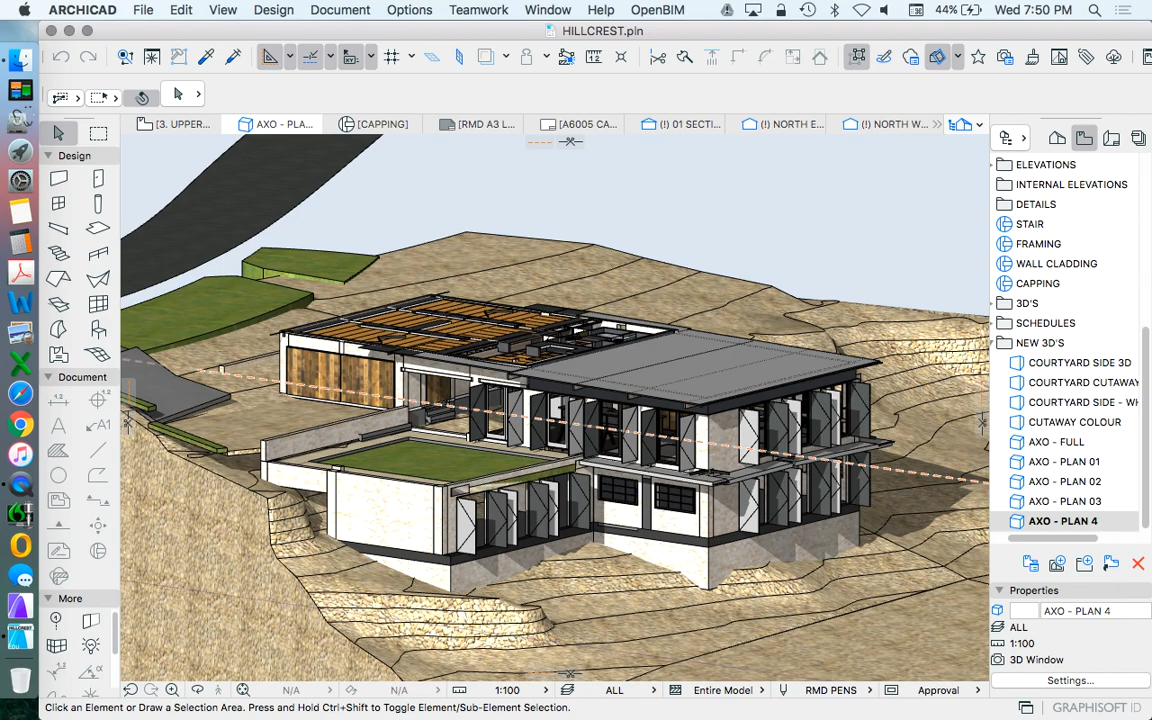 ARCHICAD File Edit View Design Document Options Teamwork Window Help OpenBIM 44% Wed 7:50 PM
HILLCREST.pln
[3. UPPER... AXO - PLA... [CAPPING] [RMD A3 L... [A6005 CA... (!) 01 SECTI... (!) NORTH E... (!) NORTH W...
Design
Document
A1
More
ELEVATIONS
INTERNAL ELEVATIONS
DETAILS
STAIR
FRAMING
WALL CLADDING
CAPPING
3D'S
SCHEDULES
NEW 3D'S
COURTYARD SIDE 3D
COURTYARD CUTAWAY
COURTYARD SIDE - WH
CUTAWAY COLOUR
AXO - FULL
AXO - PLAN 01
AXO - PLAN 02
AXO - PLAN 03
AXO - PLAN 4
Properties
AXO - PLAN 4
ALL
1:100
3D Window
Settings...
N/A N/A 1:100 ALL Entire Model RMD PENS Approval
Click an Element or Draw a Selection Area. Press and Hold Ctrl+Shift to Toggle Element/Sub-Element Selection.
GRAPHISOFT ID